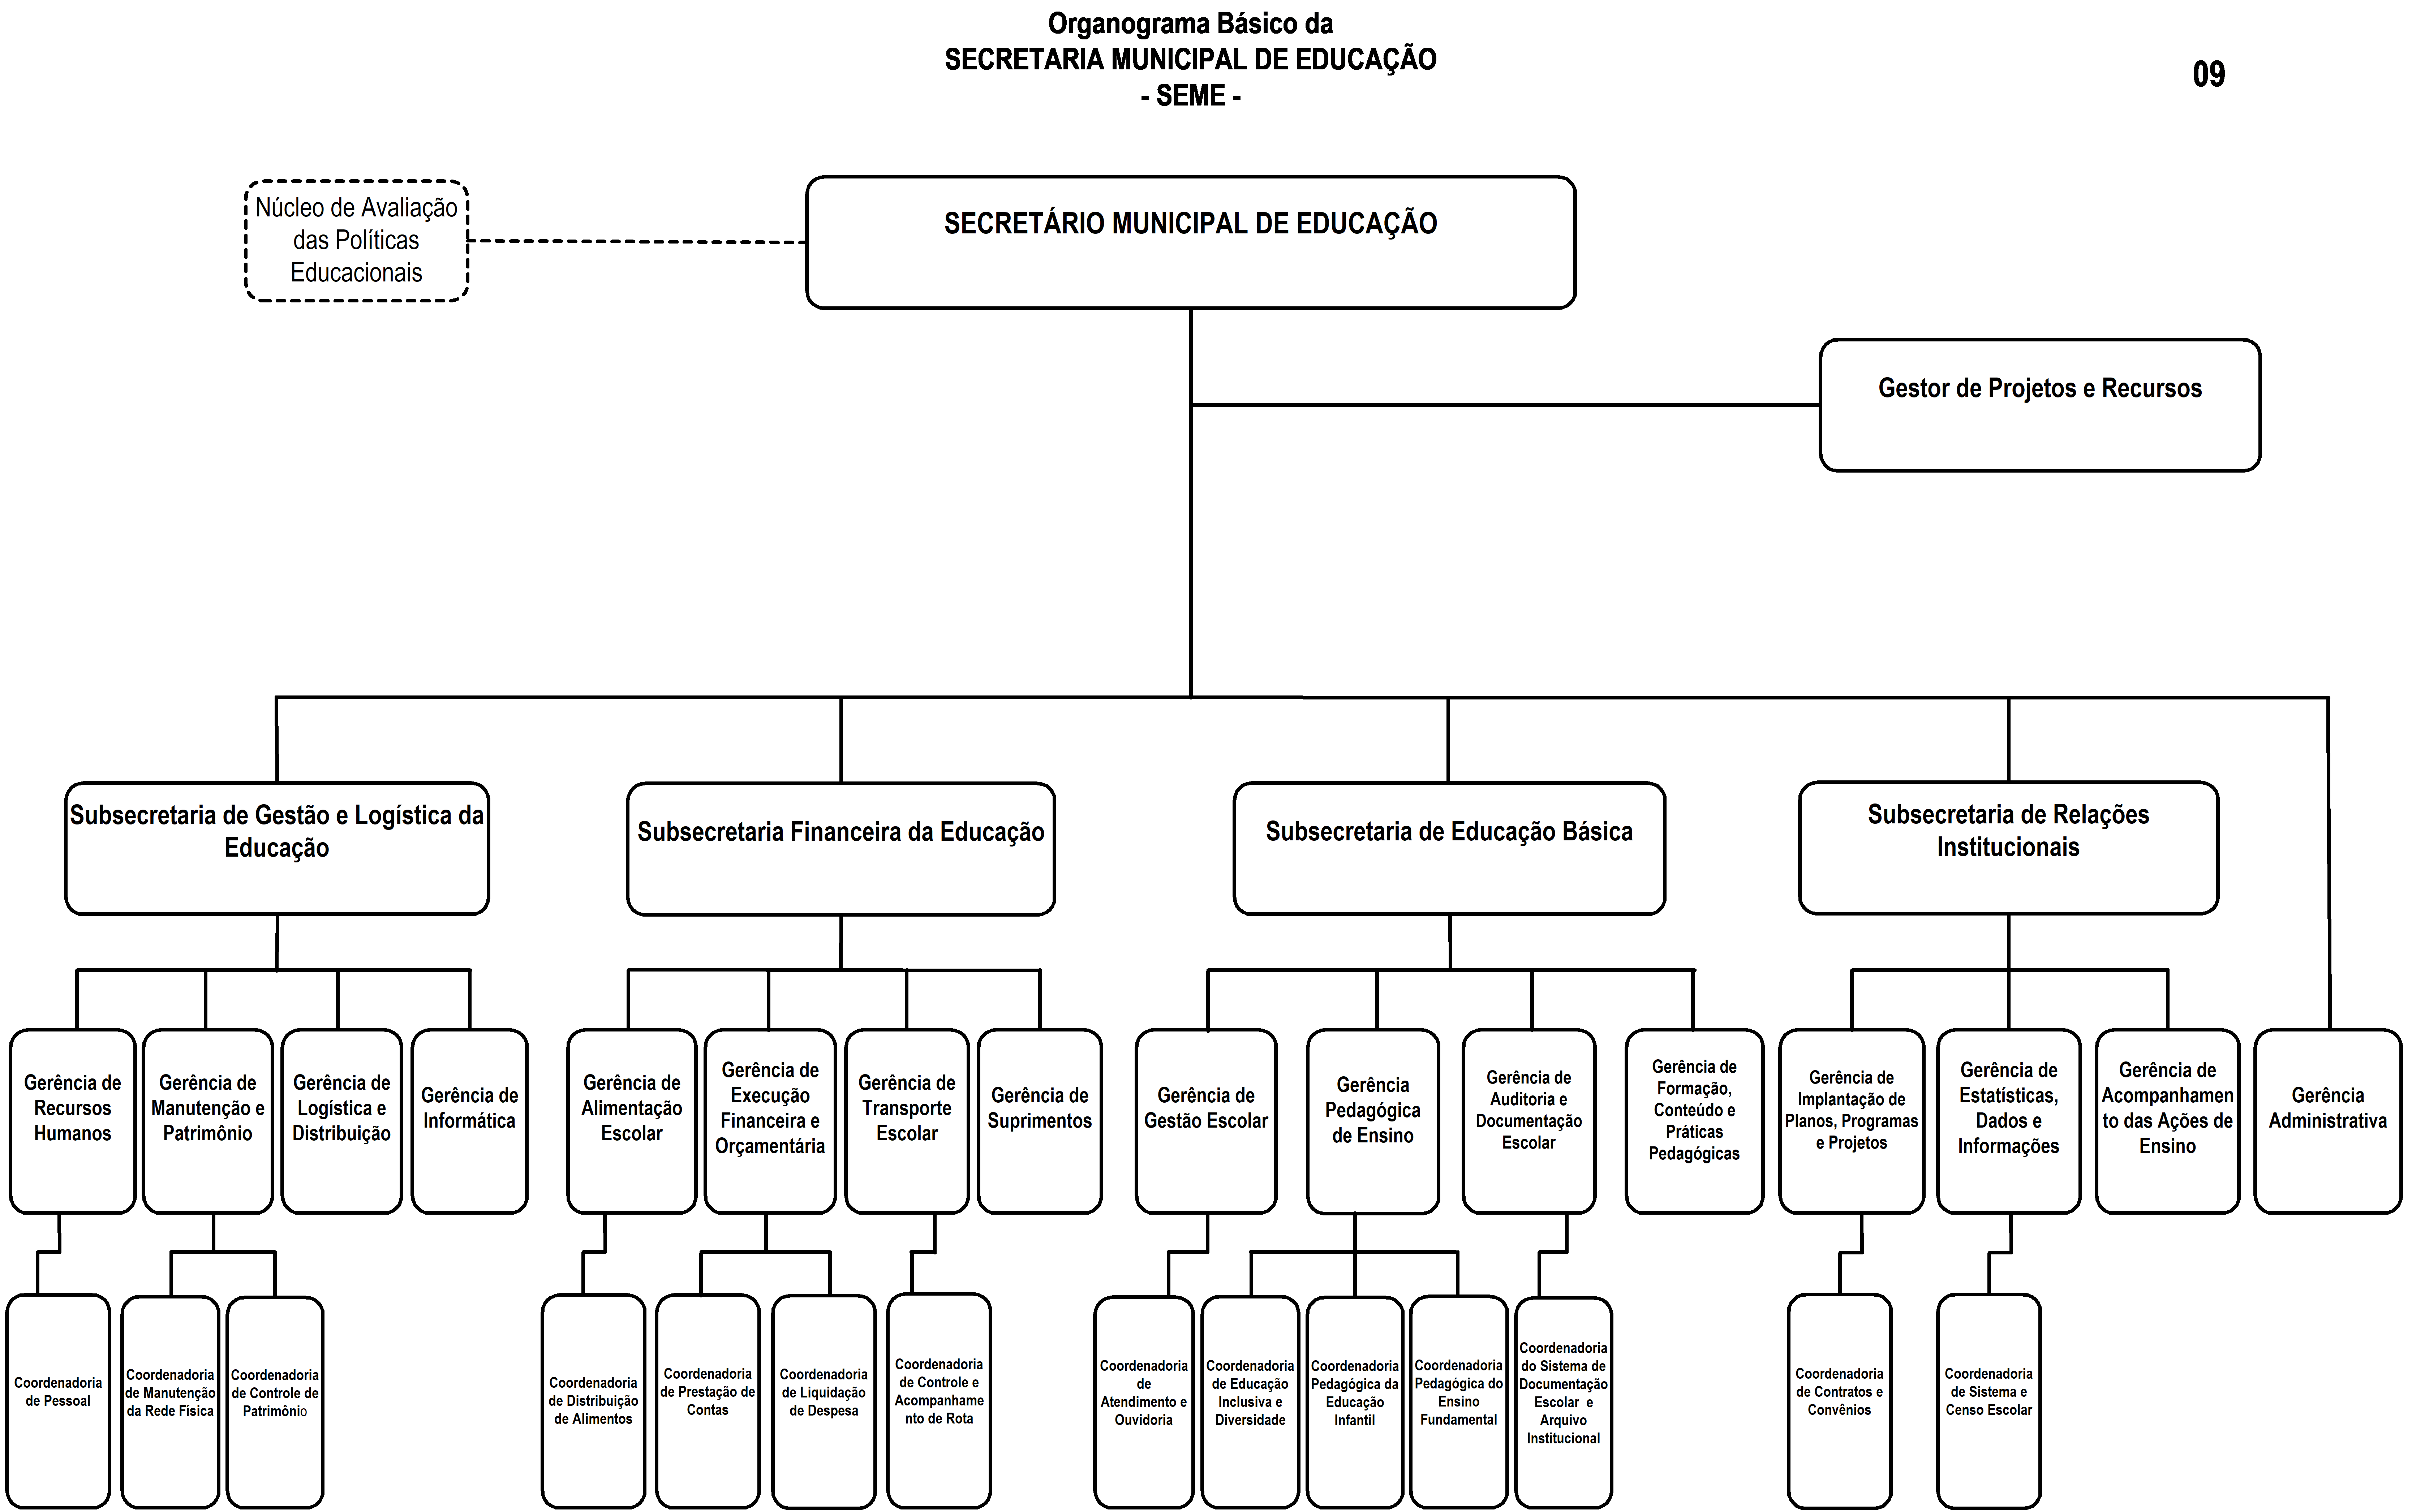 Organograma Básico da
SECRETARIA MUNICIPAL DE EDUCAÇÃO
- SEME -
09
Núcleo de Avaliação
das Políticas
Educacionais
SECRETÁRIO MUNICIPAL DE EDUCAÇÃO
Gestor de Projetos e Recursos
Subsecretaria de Gestão e Logística da
Educação
Subsecretaria Financeira da Educação
Subsecretaria de Educação Básica
Subsecretaria de Relações
Institucionais
Gerência de
Recursos
Humanos
Gerência de
Manutenção e
Patrimônio
Gerência de
Logística e
Distribuição
Gerência de
Informática
Gerência de
Alimentação
Escolar
Gerência de
Execução
Financeira e
Orçamentária
Gerência de
Transporte
Escolar
Gerência de
Suprimentos
Gerência de
Gestão Escolar
Gerência
Pedagógica
de Ensino
Gerência de
Auditoria e
Documentação
Escolar
Gerência de
Formação,
Conteúdo e
Práticas
Pedagógicas
Gerência de
Implantação de
Planos, Programas
e Projetos
Gerência de
Estatísticas,
Dados e
Informações
Gerência de
Acompanhamen
to das Ações de
Ensino
Gerência
Administrativa
Coordenadoria
de Pessoal
Coordenadoria
de Manutenção
da Rede Física
Coordenadoria
de Controle de
Patrimônio
Coordenadoria
de Distribuição
de Alimentos
Coordenadoria
de Prestação de
Contas
Coordenadoria
de Liquidação
de Despesa
Coordenadoria
de Controle e
Acompanhame
nto de Rota
Coordenadoria
de
Atendimento e
Ouvidoria
Coordenadoria
de Educação
Inclusiva e
Diversidade
Coordenadoria
Pedagógica da
Educação
Infantil
Coordenadoria
Pedagógica do
Ensino
Fundamental
Coordenadoria
do Sistema de
Documentação
Escolar e
Arquivo
Institucional
Coordenadoria
de Contratos e
Convênios
Coordenadoria
de Sistema e
Censo Escolar